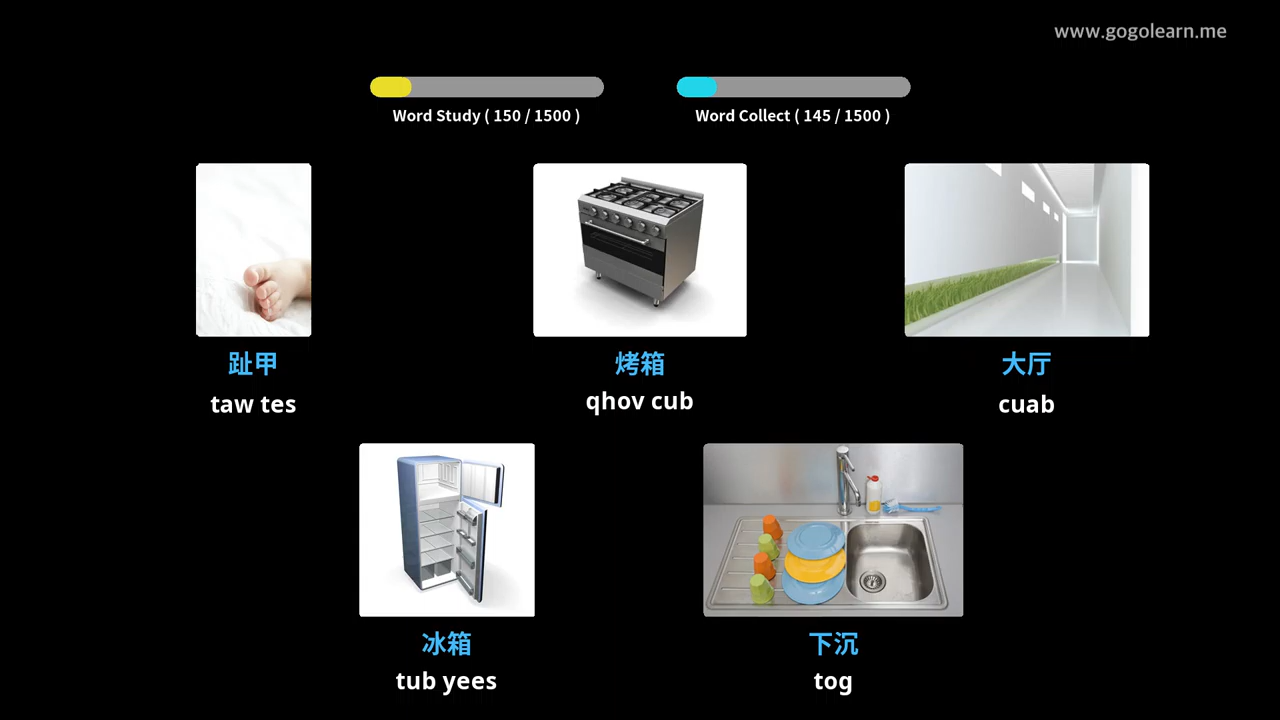 www.gogolearn.me
Word Study ( 150 / 1500 )
Word Collect ( 145 / 1500 )
趾甲
taw tes
烤箱
qhov cub
大厅
cuab
冰箱
tub yees
下沉
tog